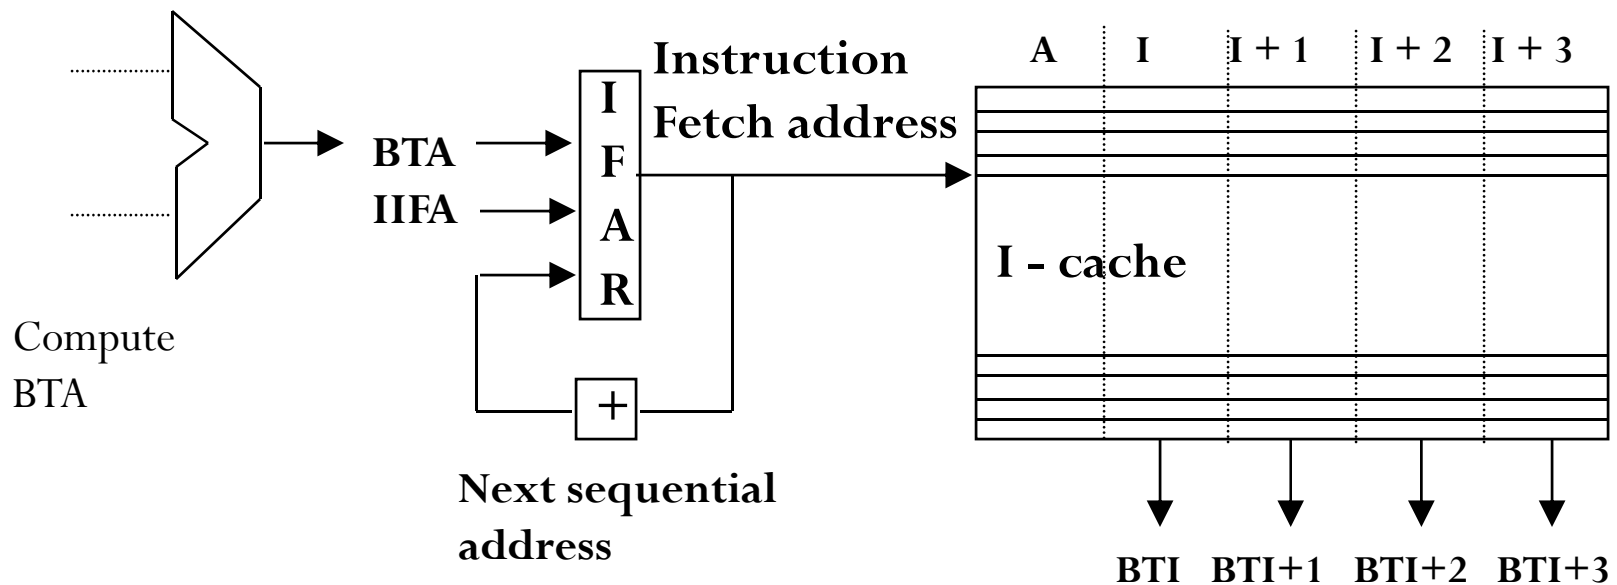 Compute
BTA
BTA
IIFA
I
F
A
R
+
Next sequential
address
Instruction
Fetch address
A I I + 1 I + 2 I + 3
I - cache
BTI BTI+1 BTI+2 BTI+3